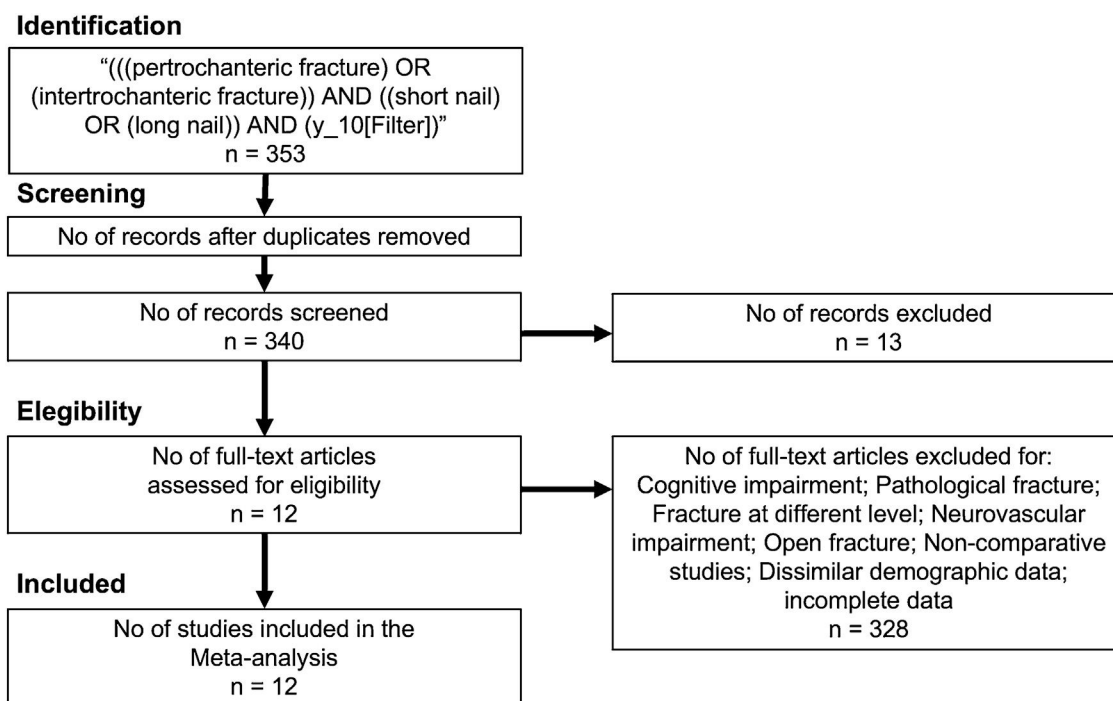 Identification
“(((pertrochanteric fracture) OR
(intertrochanteric fracture)) AND ((short nail)
OR (long nail)) AND (y_10[Filter])”
n = 353
Screening
No of records after duplicates removed
No of records screened
n = 340
No of records excluded
n = 13
Elegibility
No of full-text articles
assessed for eligibility
n = 12
No of full-text articles excluded for:
Cognitive impairment; Pathological fracture;
Fracture at different level; Neurovascular
impairment; Open fracture; Non-comparative
studies; Dissimilar demographic data;
incomplete data
n = 328
Included
No of studies included in the
Meta-analysis
n = 12